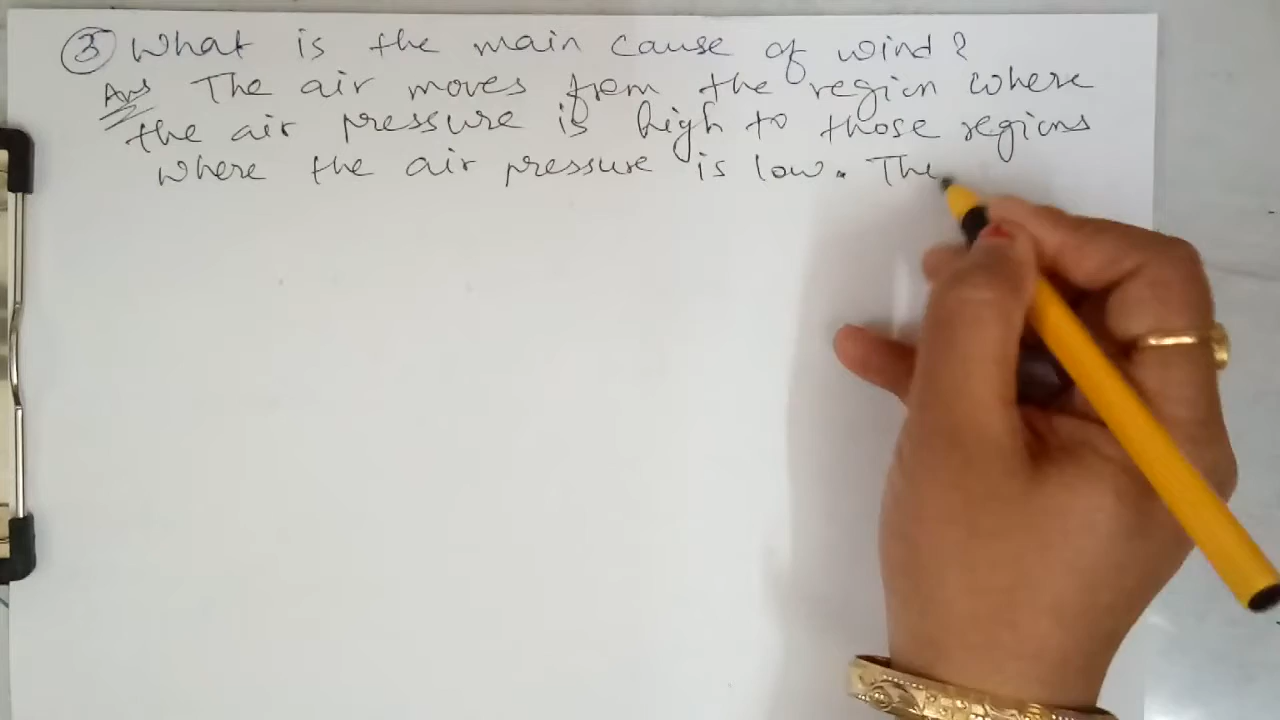 ③ What is the main cause of wind?
Ans The air moves from the region where
the air pressure is high to those regions
where the air pressure is low. The